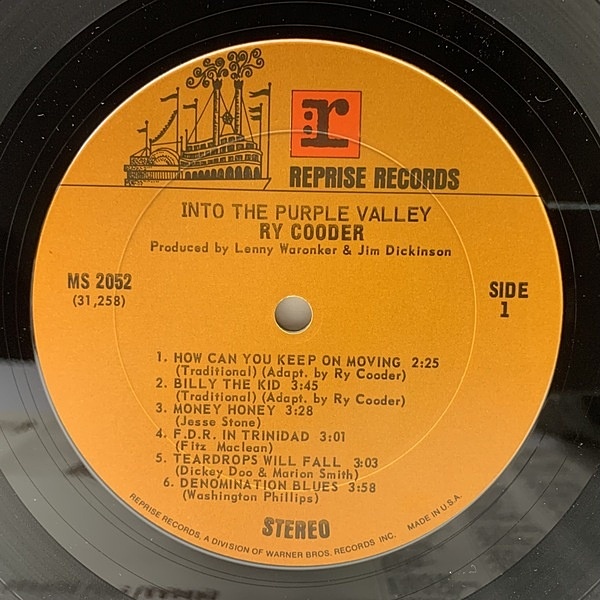 r
REPRISE RECORDS
INTO THE PURPLE VALLEY
RY COODER
Produced by Lenny Waronker & Jim Dickinson
MS 2052
(31,258)
SIDE
1
1. HOW CAN YOU KEEP ON MOVING 2:25
(Traditional) (Adapt. by Ry Cooder)
2. BILLY THE KID 3:45
(Traditional) (Adapt. by Ry Cooder)
3. MONEY HONEY 3:28
(Jesse Stone)
4. F.D.R. IN TRINIDAD 3:01
(Fitz Maclean)
5. TEARDROPS WILL FALL 3:03
(Dickey Doo & Marion Smith)
6. DENOMINATION BLUES 3:58
(Washington Phillips)
STEREO
REPRISE RECORDS, A DIVISION OF WARNER BROS. RECORDS INC. MADE IN U.S.A.